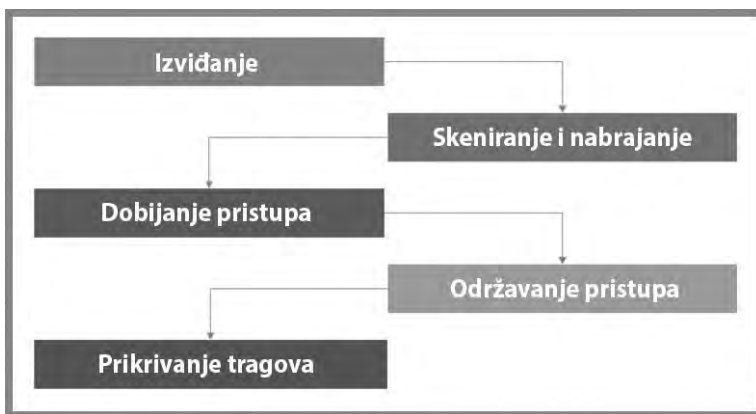 Izviđanje
Skeniranje i nabrajanje
Dobijanje pristupa
Održavanje pristupa
Prikrivanje tragova